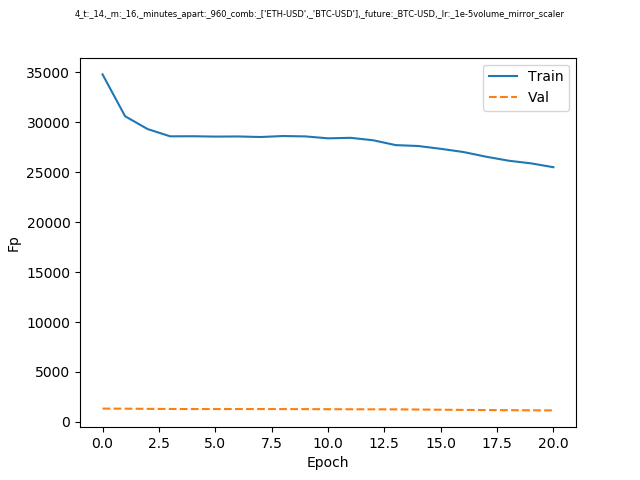 4_t:_14,_m:_16,_minutes_apart:_960_comb:_['ETH-USD',_'BTC-USD'],_future:_BTC-USD,_lr:_1e-5volume_mirror_scaler
35000
30000
25000
20000
15000
10000
5000
0
Fp
Train
Val
0.0 2.5 5.0 7.5 10.0 12.5 15.0 17.5 20.0
Epoch